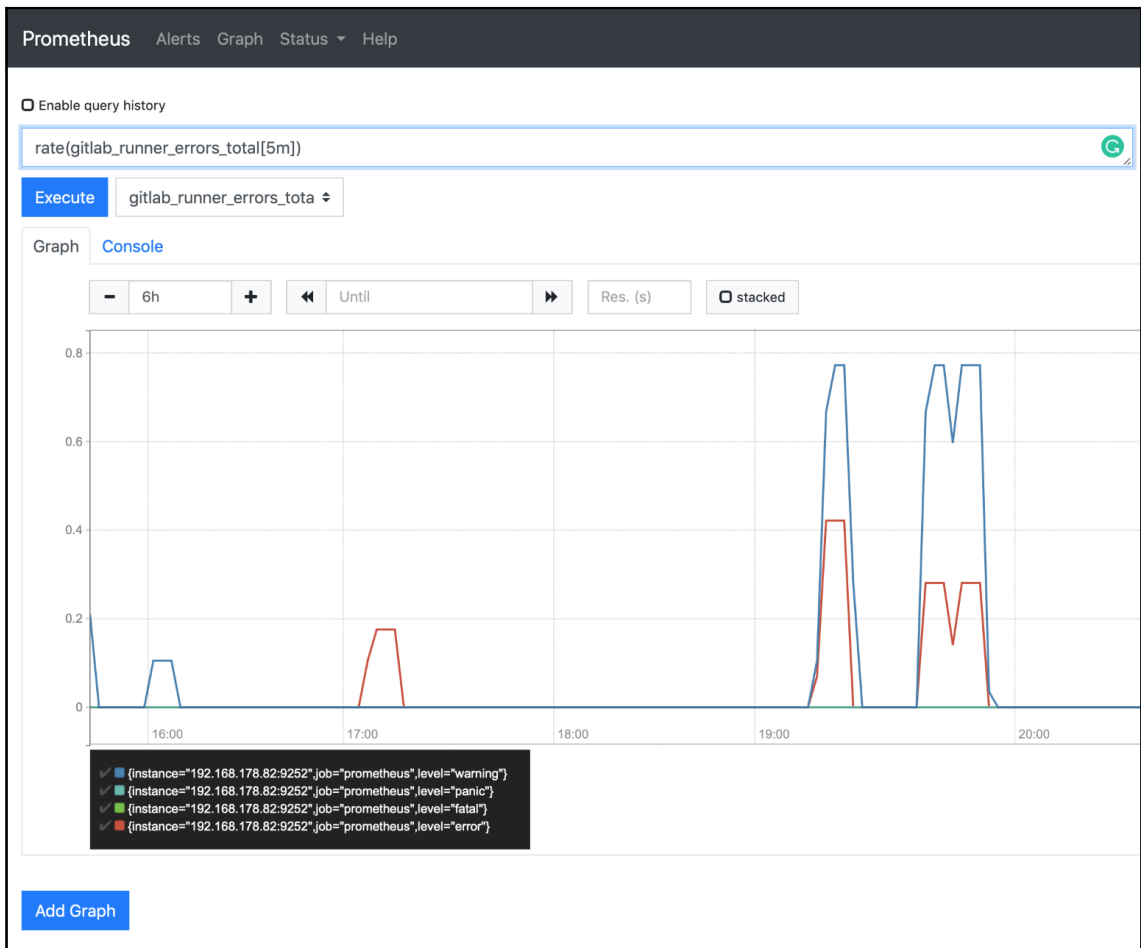 Prometheus Alerts Graph Status Help
Enable query history
rate(gitlab_runner_errors_total[5m])
G
Execute gitlab_runner_errors_tota
Graph Console
6h Until Res. (s) stacked
0.8
0.6
0.4
0.2
0
16:00 17:00 18:00 19:00 20:00
{instance="192.168.178.82:9252",job="prometheus",level="warning"}
{instance="192.168.178.82:9252",job="prometheus",level="panic"}
{instance="192.168.178.82:9252",job="prometheus",level="fatal"}
{instance="192.168.178.82:9252",job="prometheus",level="error"}
Add Graph